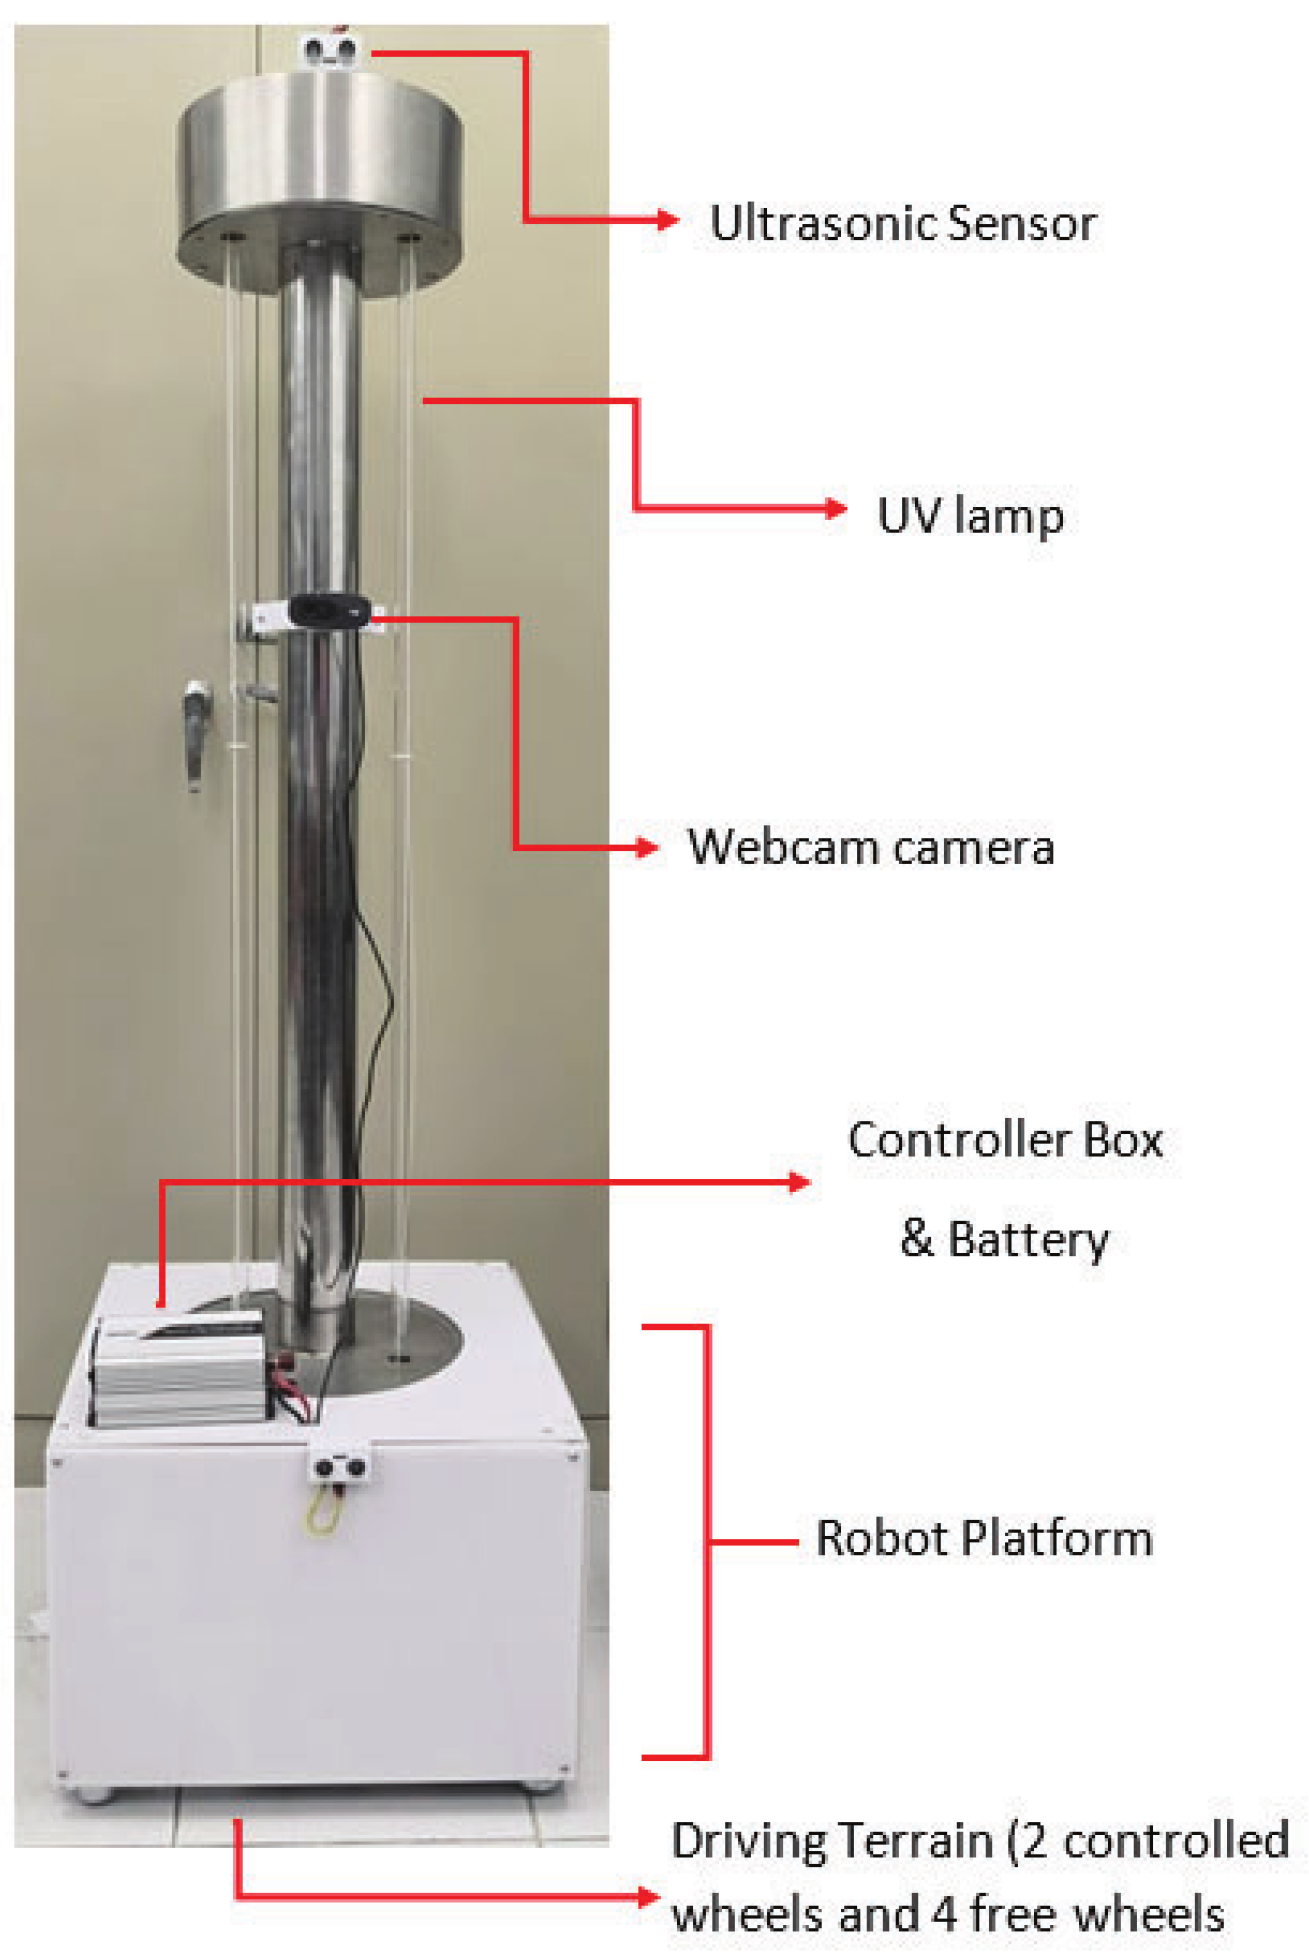 Ultrasonic Sensor
UV lamp
Webcam camera
Controller Box
& Battery
Robot Platform
Driving Terrain (2 controlled
wheels and 4 free wheels